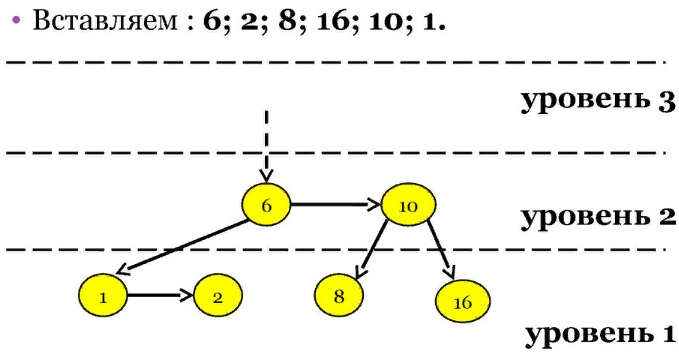 • Вставляем : 6; 2; 8; 16; 10; 1.
уровень 3
6 10
уровень 2
1 2 8 16
уровень 1